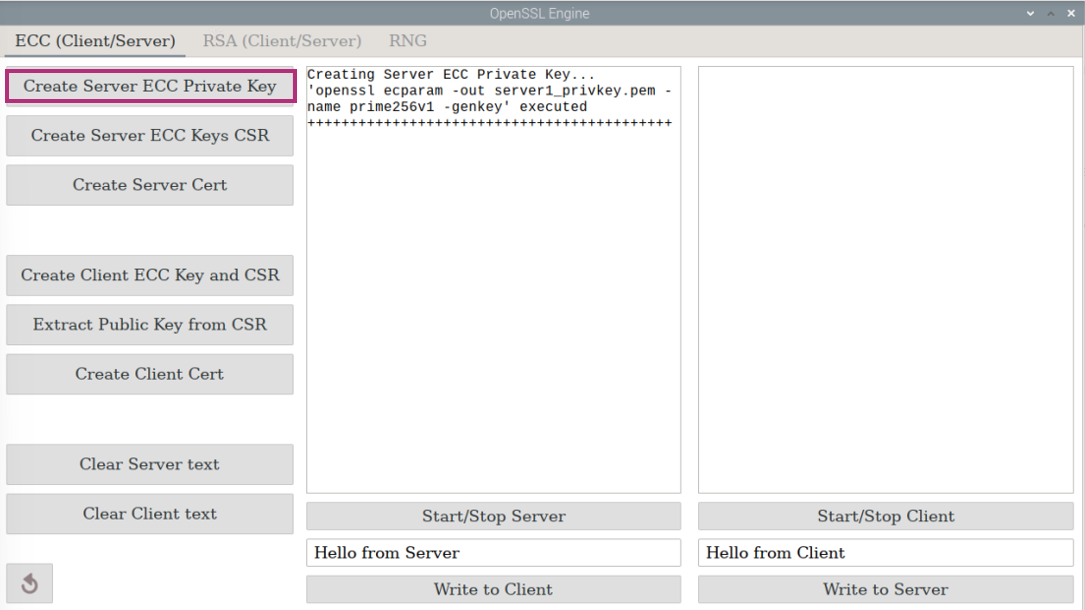 OpenSSL Engine
ECC (Client/Server)
RSA (Client/Server)
RNG
Create Server ECC Private Key
Create Server ECC Keys CSR
Create Server Cert
Create Client ECC Key and CSR
Extract Public Key from CSR
Create Client Cert
Clear Server text
Clear Client text
Creating Server ECC Private Key...
'openssl ecparam -out server1_privkey.pem -
name prime256v1 -genkey' executed
+++++++++++++++++++++++++++++++++++++++++++
Start/Stop Server
Hello from Server
Write to Client
Start/Stop Client
Hello from Client
Write to Server